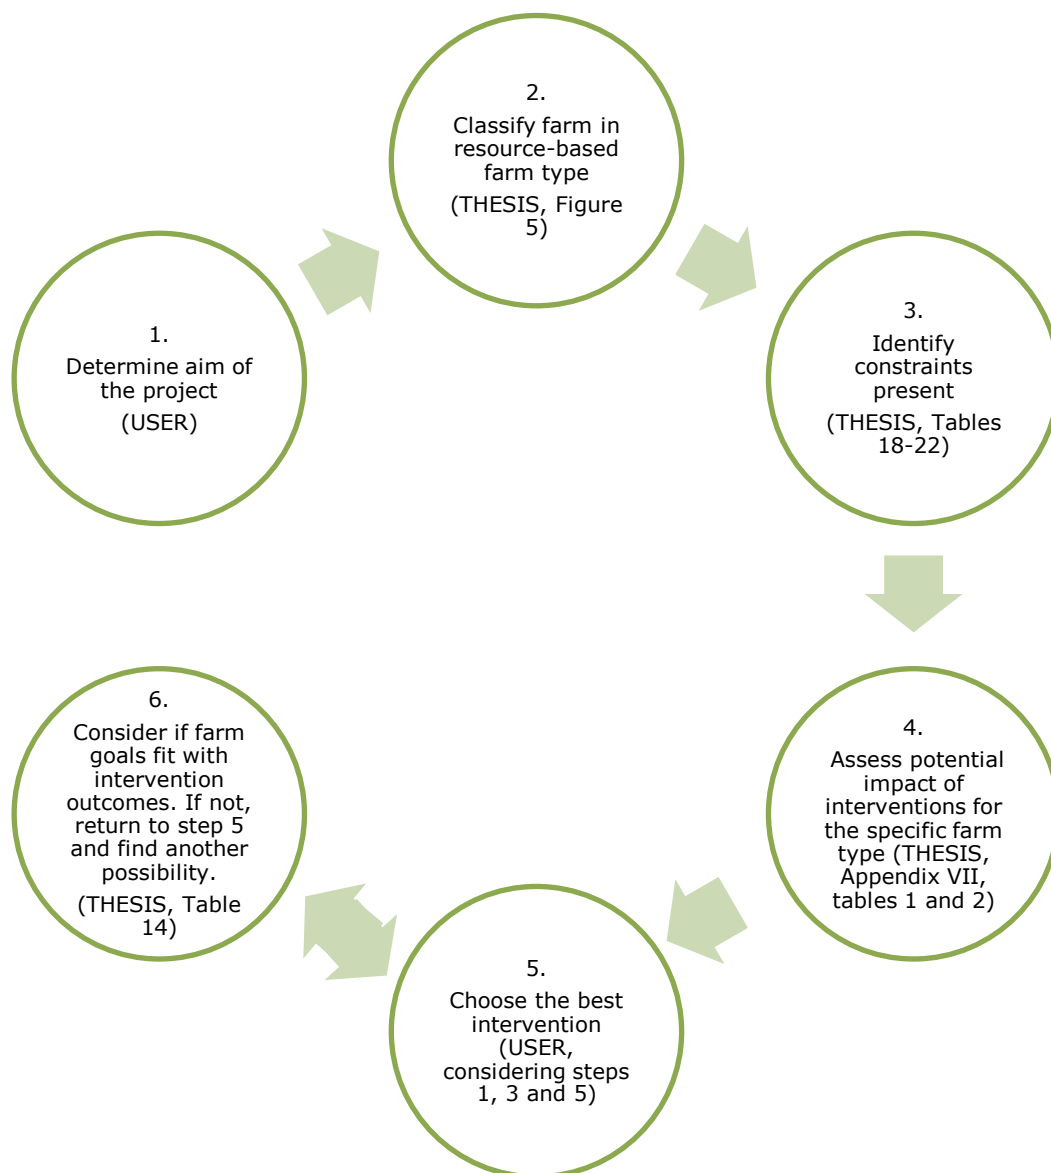 1.
Determine aim of
the project
(USER)
2.
Classify farm in
resource-based
farm type
(THESIS, Figure
5)
3.
Identify
constraints
present
(THESIS, Tables
18-22)
4.
Assess potential
impact of
interventions for
the specific farm
type (THESIS,
Appendix VII,
tables 1 and 2)
5.
Choose the best
intervention
(USER,
considering steps
1, 3 and 5)
6.
Consider if farm
goals fit with
intervention
outcomes. If not,
return to step 5
and find another
possibility.
(THESIS, Table
14)